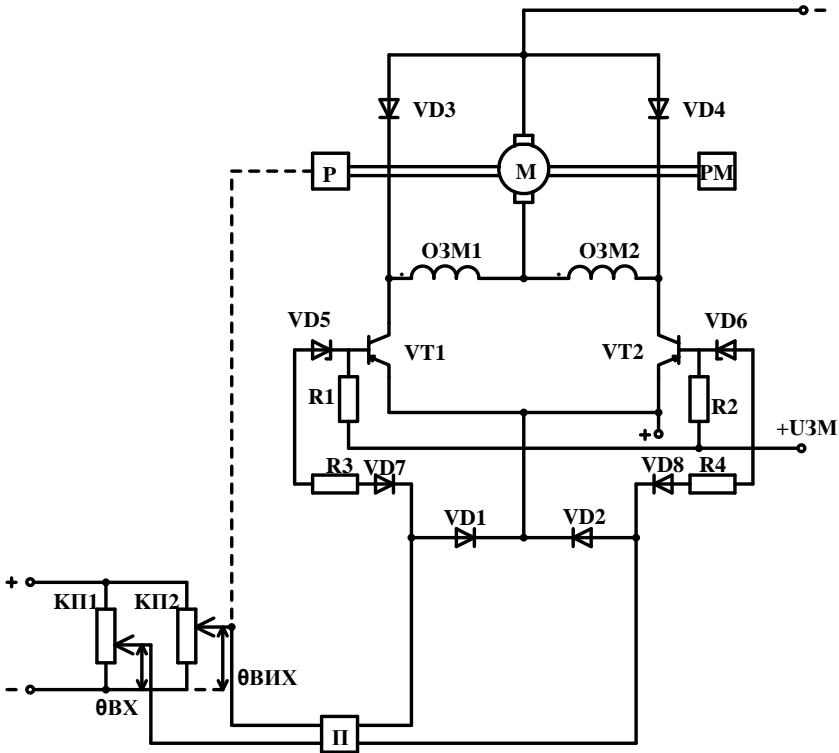 -
VD3
VD4
Р
М
РМ
ОЗМ1
ОЗМ2
VD5
VD6
VT1
VT2
R1
R2
+
+UЗМ
R3
VD7
VD8
R4
VD1
VD2
+
КП1
КП2
-
θВХ
θВИХ
П